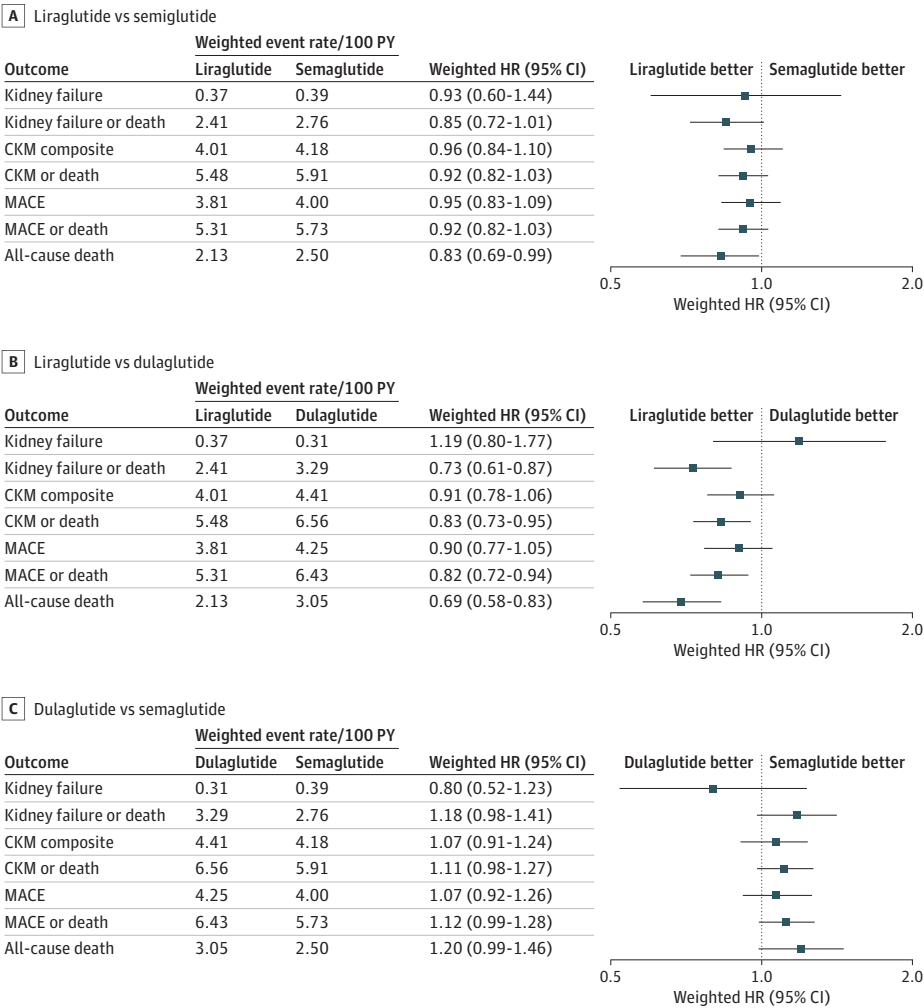 A Liraglutide vs semiglutide
Weighted event rate/100 PY
Outcome Liraglutide Semaglutide Weighted HR (95% CI) Liraglutide better Semaglutide better
Kidney failure 0.37 0.39 0.93 (0.60-1.44)
Kidney failure or death 2.41 2.76 0.85 (0.72-1.01)
CKM composite 4.01 4.18 0.96 (0.84-1.10)
CKM or death 5.48 5.91 0.92 (0.82-1.03)
MACE 3.81 4.00 0.95 (0.83-1.09)
MACE or death 5.31 5.73 0.92 (0.82-1.03)
All-cause death 2.13 2.50 0.83 (0.69-0.99)
0.5 1.0 2.0
Weighted HR (95% CI)
B Liraglutide vs dulaglutide
Weighted event rate/100 PY
Outcome Liraglutide Dulaglutide Weighted HR (95% CI) Liraglutide better Dulaglutide better
Kidney failure 0.37 0.31 1.19 (0.80-1.77)
Kidney failure or death 2.41 3.29 0.73 (0.61-0.87)
CKM composite 4.01 4.41 0.91 (0.78-1.06)
CKM or death 5.48 6.56 0.83 (0.73-0.95)
MACE 3.81 4.25 0.90 (0.77-1.05)
MACE or death 5.31 6.43 0.82 (0.72-0.94)
All-cause death 2.13 3.05 0.69 (0.58-0.83)
0.5 1.0 2.0
Weighted HR (95% CI)
C Dulaglutide vs semaglutide
Weighted event rate/100 PY
Outcome Dulaglutide Semaglutide Weighted HR (95% CI) Dulaglutide better Semaglutide better
Kidney failure 0.31 0.39 0.80 (0.52-1.23)
Kidney failure or death 3.29 2.76 1.18 (0.98-1.41)
CKM composite 4.41 4.18 1.07 (0.91-1.24)
CKM or death 6.56 5.91 1.11 (0.98-1.27)
MACE 4.25 4.00 1.07 (0.92-1.26)
MACE or death 6.43 5.73 1.12 (0.99-1.28)
All-cause death 3.05 2.50 1.20 (0.99-1.46)
0.5 1.0 2.0
Weighted HR (95% CI)